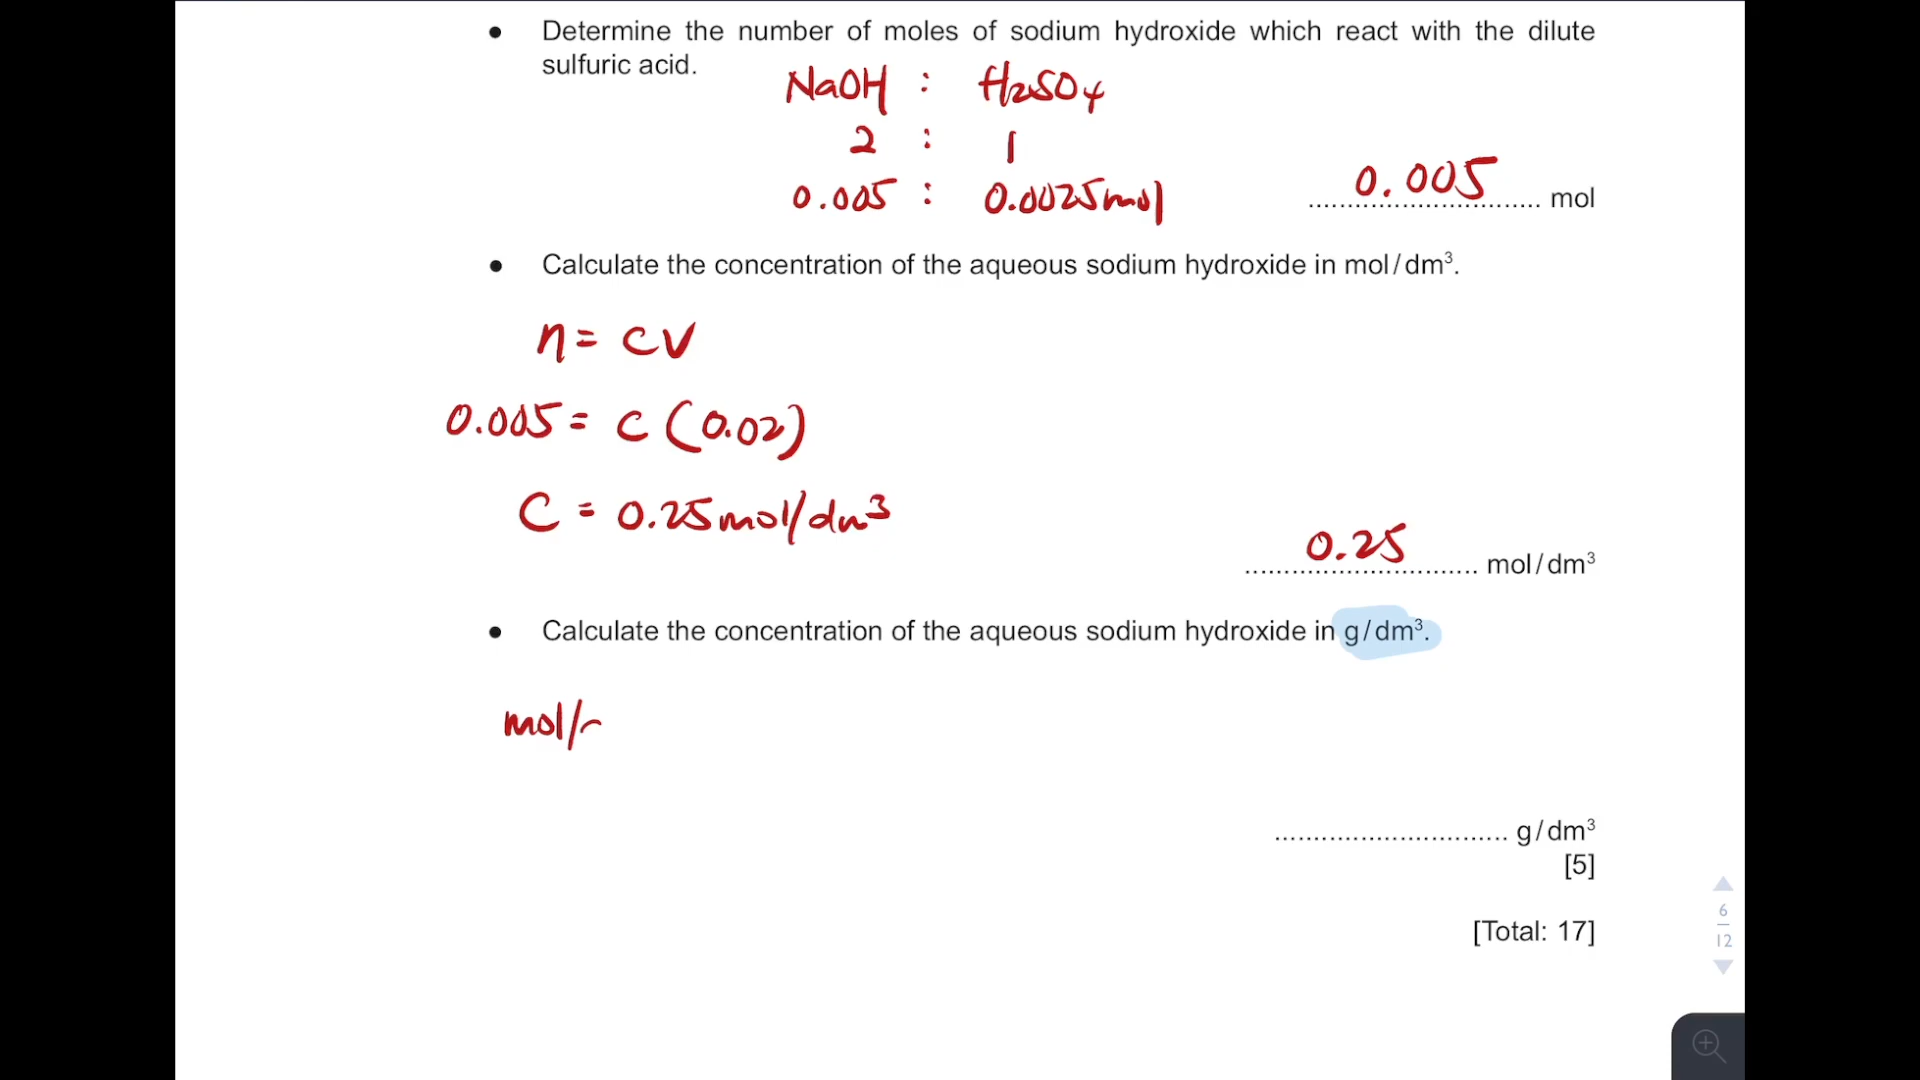 • Determine the number of moles of sodium hydroxide which react with the dilute
sulfuric acid.
NaOH : H₂SO₄
2 : 1
0.005 : 0.0025mol
0.005
.............................. mol
• Calculate the concentration of the aqueous sodium hydroxide in mol/dm³.
n = CV
0.005 = C (0.02)
C = 0.25mol/dm³
0.25
.............................. mol/dm³
• Calculate the concentration of the aqueous sodium hydroxide in g/dm³.
mol/
.............................. g/dm³
[5]
6
12
[Total: 17]